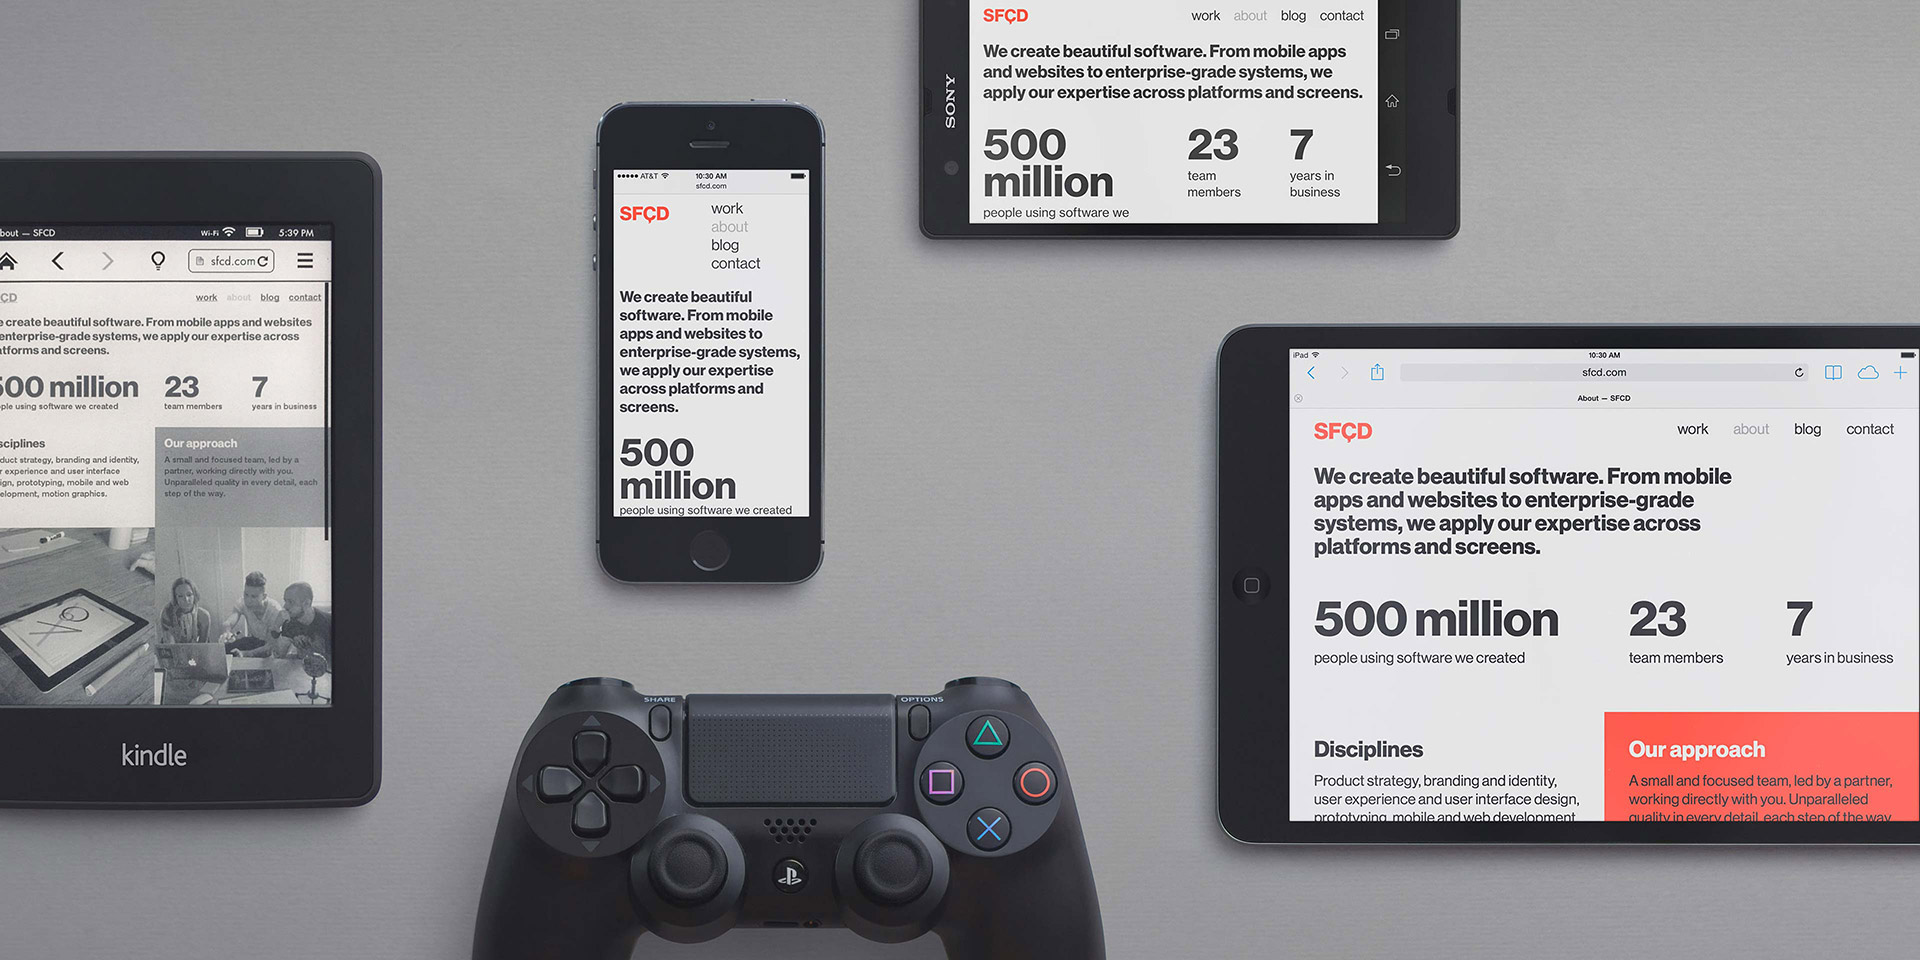 bout — SFCD
Wi-Fi
5:39 PM
sfcd.com
CD
work about blog contact
e create beautiful software. From mobile apps and websites
enterprise-grade systems, we apply our expertise across
atforms and screens.
500 million
23
7
ople using software we created
team members
years in business
sciplines
duct strategy, branding and identity,
r experience and user interface
ign, prototyping, mobile and web
elopment, motion graphics.
Our approach
A small and focused team, led by a
partner, working directly with you.
Unparalleled quality in every detail, each
step of the way.
kindle
AT&T
10:30 AM
sfcd.com
SFÇD
work
about
blog
contact
We create beautiful
software. From mobile
apps and websites to
enterprise-grade systems,
we apply our expertise
across platforms and
screens.
500
million
people using software we created
SHARE
OPTIONS
SONY
SFÇD
work about blog contact
We create beautiful software. From mobile apps
and websites to enterprise-grade systems, we
apply our expertise across platforms and screens.
500
million
people using software we
23
team
members
7
years in
business
iPad
10:30 AM
sfcd.com
About — SFCD
SFÇD
work about blog contact
We create beautiful software. From mobile
apps and websites to enterprise-grade
systems, we apply our expertise across
platforms and screens.
500 million
people using software we created
23
team members
7
years in business
Disciplines
Product strategy, branding and identity,
user experience and user interface design,
prototyping, mobile and web development,
Our approach
A small and focused team, led by a partner,
working directly with you. Unparalleled
quality in every detail, each step of the way